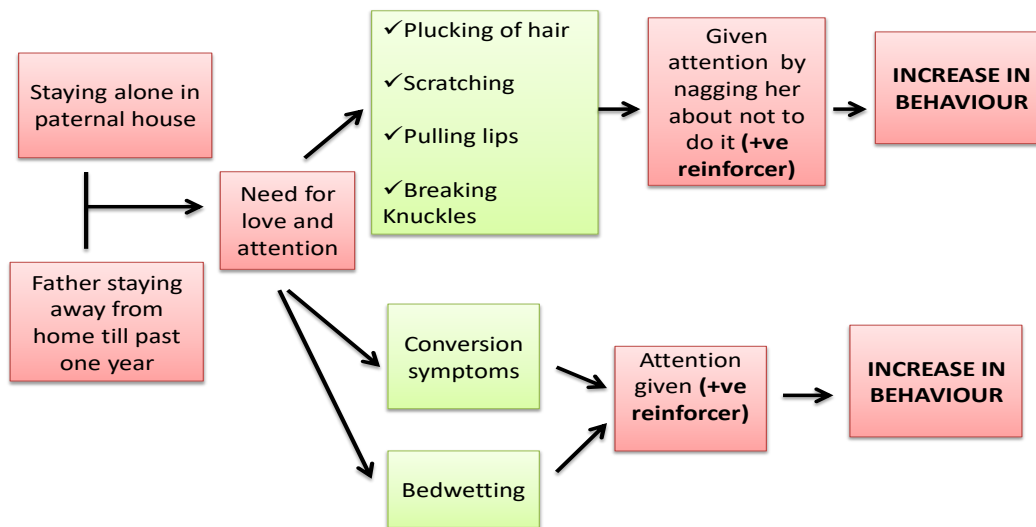 Staying alone in
paternal house
Father staying
away from
home till past
one year
Need for
love and
attention
✓Plucking of hair
✓Scratching
✓Pulling lips
✓Breaking
Knuckles
Given
attention by
nagging her
about not to
do it (+ve
reinforcer)
INCREASE IN
BEHAVIOUR
Conversion
symptoms
Bedwetting
Attention
given (+ve
reinforcer)
INCREASE IN
BEHAVIOUR